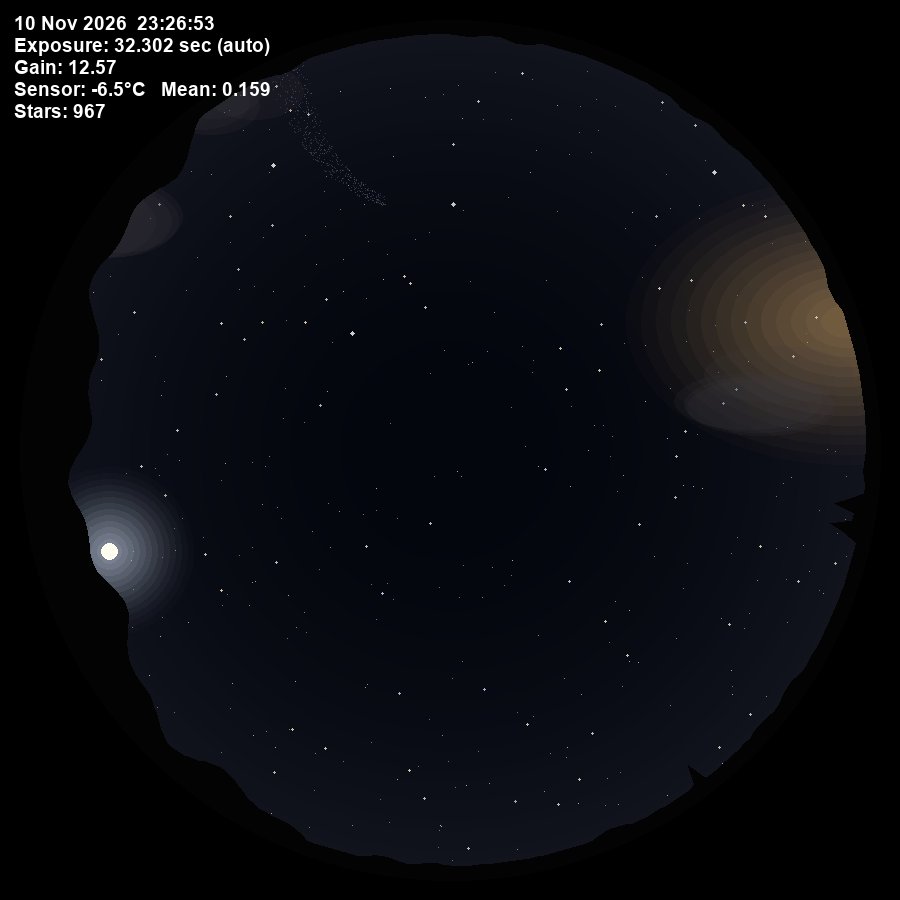 10 Nov 2026  23:26:53
Exposure: 32.302 sec (auto)
Gain: 12.57
Sensor: -6.5°C   Mean: 0.159
Stars: 967